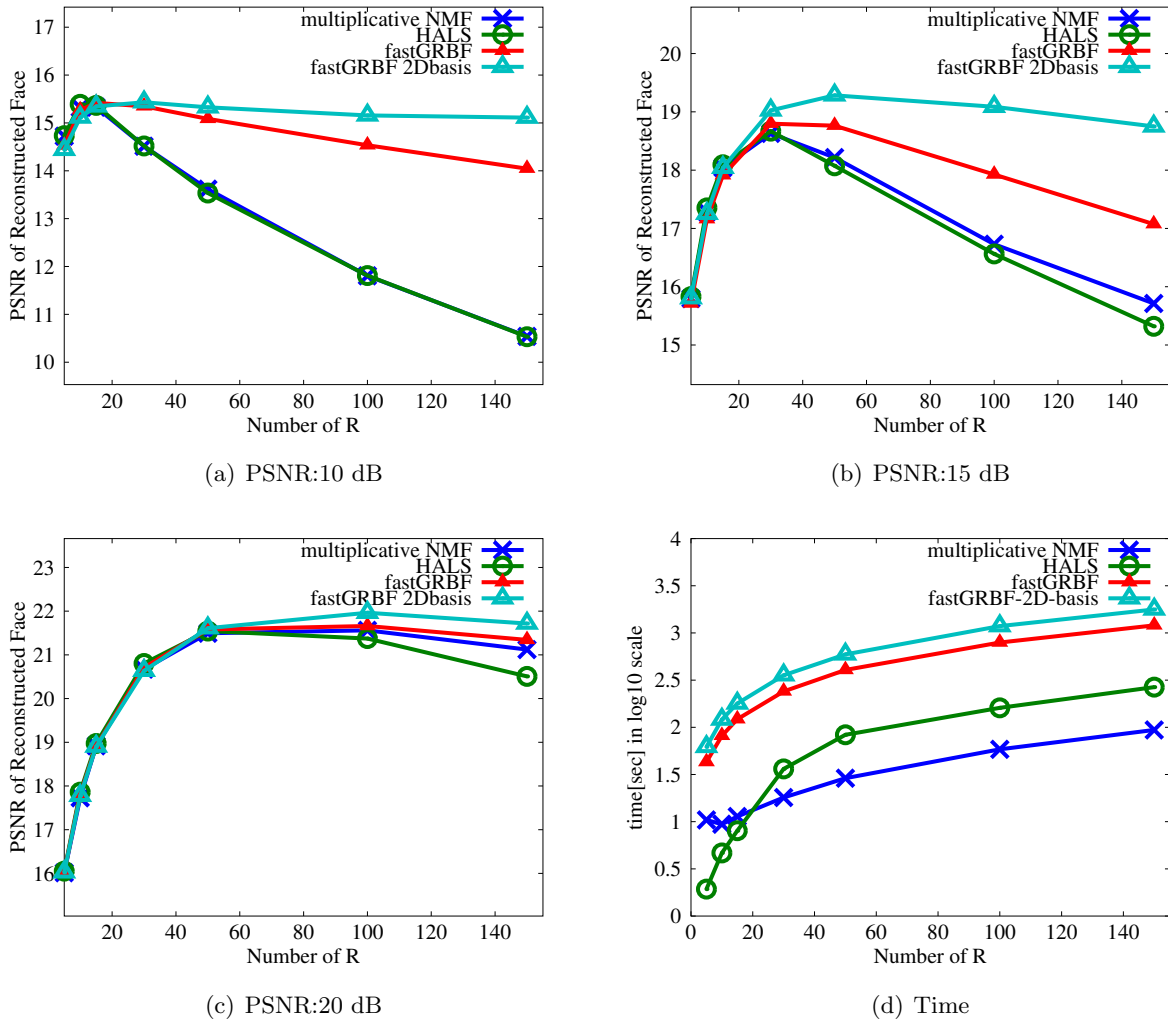 17
16
15
14
13
12
11
10
20
40
60
80
100
120
140
PSNR of Reconstructed Face
Number of R
multiplicative NMF
HALS
fastGRBF
fastGRBF 2Dbasis
(a) PSNR:10 dB
20
19
18
17
16
15
20
40
60
80
100
120
140
PSNR of Reconstructed Face
Number of R
multiplicative NMF
HALS
fastGRBF
fastGRBF 2Dbasis
(b) PSNR:15 dB
23
22
21
20
19
18
17
16
20
40
60
80
100
120
140
PSNR of Reconstructed Face
Number of R
multiplicative NMF
HALS
fastGRBF
fastGRBF 2Dbasis
(c) PSNR:20 dB
4
3.5
3
2.5
2
1.5
1
0.5
0
0
20
40
60
80
100
120
140
time[sec] in log10 scale
Number of R
multiplicative NMF
HALS
fastGRBF
fastGRBF-2D-basis
(d) Time